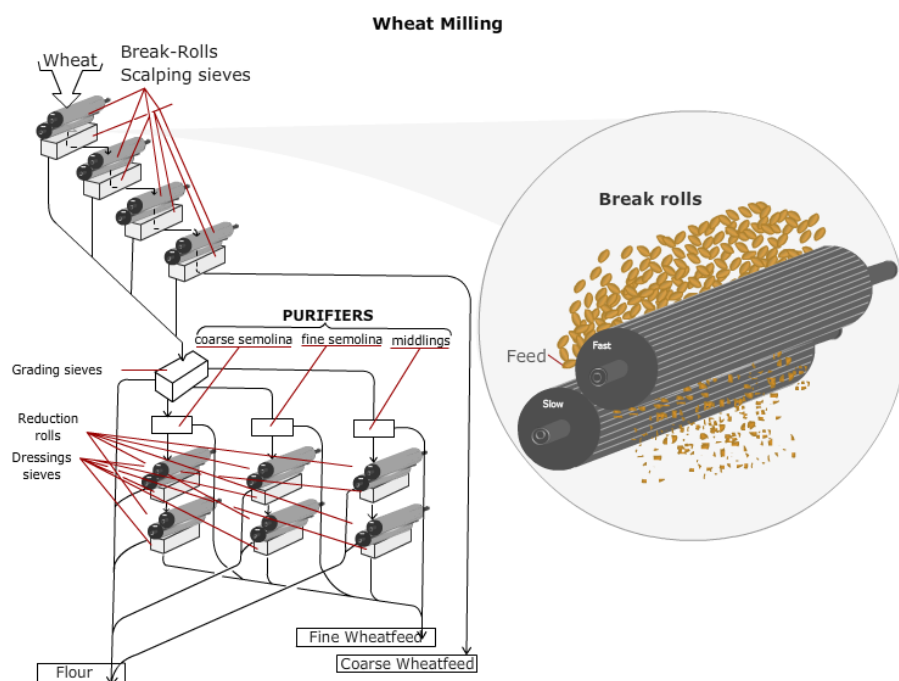 Wheat Milling
Wheat
Break-Rolls
Scalping sieves
Break rolls
PURIFIERS
coarse semolina
fine semolina
middlings
Fast
Feed
Grading sieves
Slow
Reduction
rolls
Dressings
sieves
Fine Wheatfeed
Coarse Wheatfeed
Flour